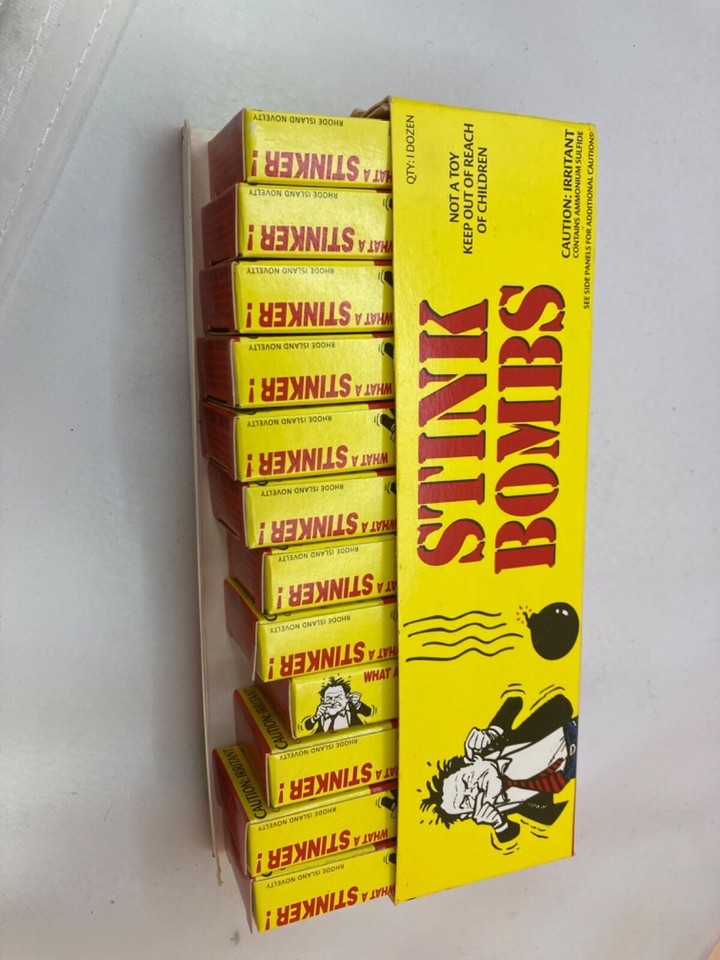 QTY: 1 DOZEN
NOT A TOY
KEEP OUT OF REACH
OF CHILDREN
CAUTION: IRRITANT
CONTAINS AMMONIUM SULFIDE
SEE SIDE PANELS FOR ADDITIONAL CAUTIONS!
STINK
BOMBS
RHODE ISLAND NOVELTY
WHAT A STINKER!
RHODE ISLAND NOVELTY
WHAT A STINKER!
RHODE ISLAND NOVELTY
WHAT A STINKER!
RHODE ISLAND NOVELTY
WHAT A STINKER!
RHODE ISLAND NOVELTY
WHAT A STINKER!
RHODE ISLAND NOVELTY
WHAT A STINKER!
RHODE ISLAND NOVELTY
WHAT A STINKER!
RHODE ISLAND NOVELTY
WHAT A STINKER!
WHAT A
CAUTION: IRRITANT
RHODE ISLAND NOVELTY
WHAT A STINKER!
CAUTION: IRRITANT
RHODE ISLAND NOVELTY
WHAT A STINKER!
RHODE ISLAND NOVELTY
WHAT A STINKER!